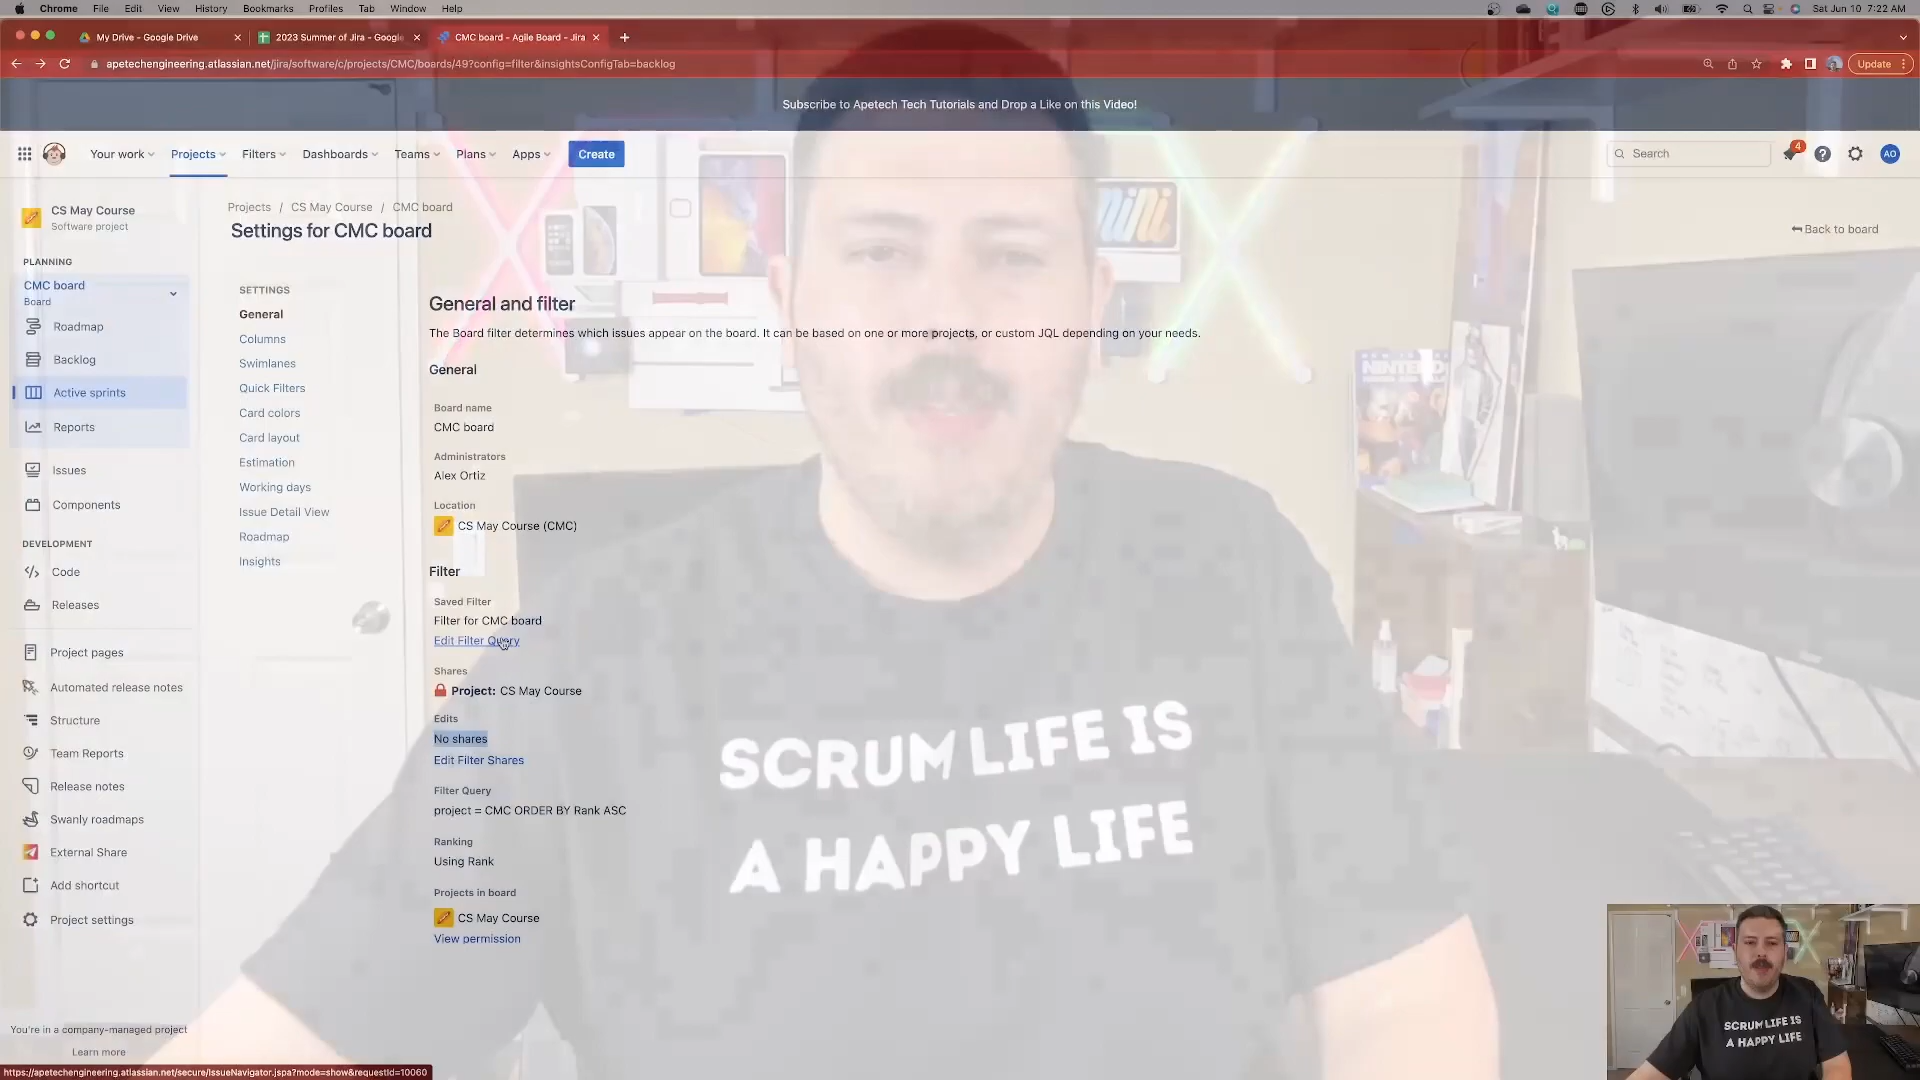 Chrome File Edit View History Bookmarks Profiles Tab Window Help
Sat Jun 10 7:22 AM
My Drive - Google Drive
2023 Summer of Jira - Google
CMC board - Agile Board - Jira
apetechengineering.atlassian.net/jira/software/c/projects/CMC/boards/49?config=filter&insightsConfigTab=backlog
Update
Subscribe to Apetech Tech Tutorials and Drop a Like on this Video!
Your work Projects Filters Dashboards Teams Plans Apps Create
Search
4
AO
CS May Course
Software project
Projects / CS May Course / CMC board
Settings for CMC board
Back to board
PLANNING
CMC board
Board
Roadmap
Backlog
Active sprints
Reports
Issues
Components
DEVELOPMENT
Code
Releases
Project pages
Automated release notes
Structure
Team Reports
Release notes
Swanly roadmaps
External Share
Add shortcut
Project settings
You're in a company-managed project
Learn more
SETTINGS
General
Columns
Swimlanes
Quick Filters
Card colors
Card layout
Estimation
Working days
Issue Detail View
Roadmap
Insights
General and filter
The Board filter determines which issues appear on the board. It can be based on one or more projects, or custom JQL depending on your needs.
General
Board name
CMC board
Administrators
Alex Ortiz
Location
CS May Course (CMC)
Filter
Saved Filter
Filter for CMC board
Edit Filter Query
Shares
Project: CS May Course
Edits
No shares
Edit Filter Shares
Filter Query
project = CMC ORDER BY Rank ASC
Ranking
Using Rank
Projects in board
CS May Course
View permission
SCRUM LIFE IS
A HAPPY LIFE
SCRUM LIFE IS
A HAPPY LIFE
https://apetechengineering.atlassian.net/secure/IssueNavigator.jspa?mode=show&requestId=10060